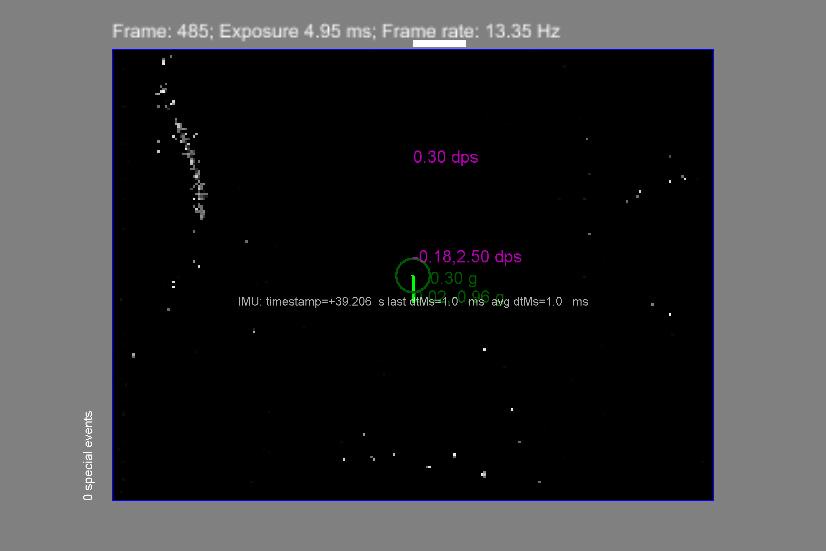 Frame: 485; Exposure 4.95 ms; Frame rate: 13.35 Hz
0.30 dps
-0.18,2.50 dps
0.30 g
IMU: timestamp=+39.206 s last dtMs=1.0 ms avg dtMs=1.0 ms
0 special events